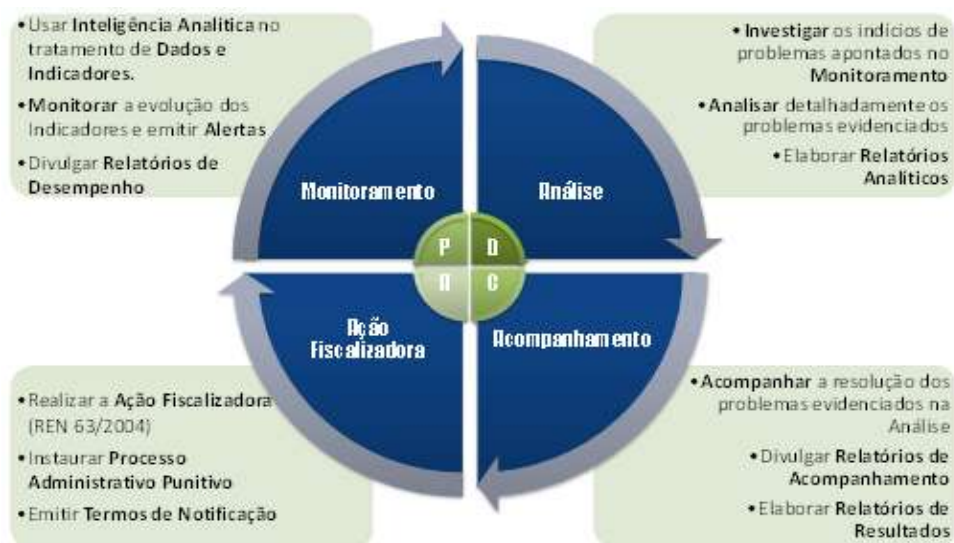 •Usar Inteligência Analítica no
tratamento de Dados e
Indicadores.
•Monitorar a evolução dos
Indicadores e emitir Alertas
•Divulgar Relatórios de
Desempenho
•Investigar os indícios de
problemas apontados no
Monitoramento
•Analisar detalhadamente os
problemas evidenciados
•Elaborar Relatórios
Analíticos
Monitoramento
Análise
P D
A C
Ação
Fiscalizadora
Acompanhamento
•Realizar a Ação Fiscalizadora
(REN 63/2004)
•Instaurar Processo
Administrativo Punitivo
•Emitir Termos de Notificação
•Acompanhar a resolução dos
problemas evidenciados na
Análise
•Divulgar Relatórios de
Acompanhamento
•Elaborar Relatórios de
Resultados